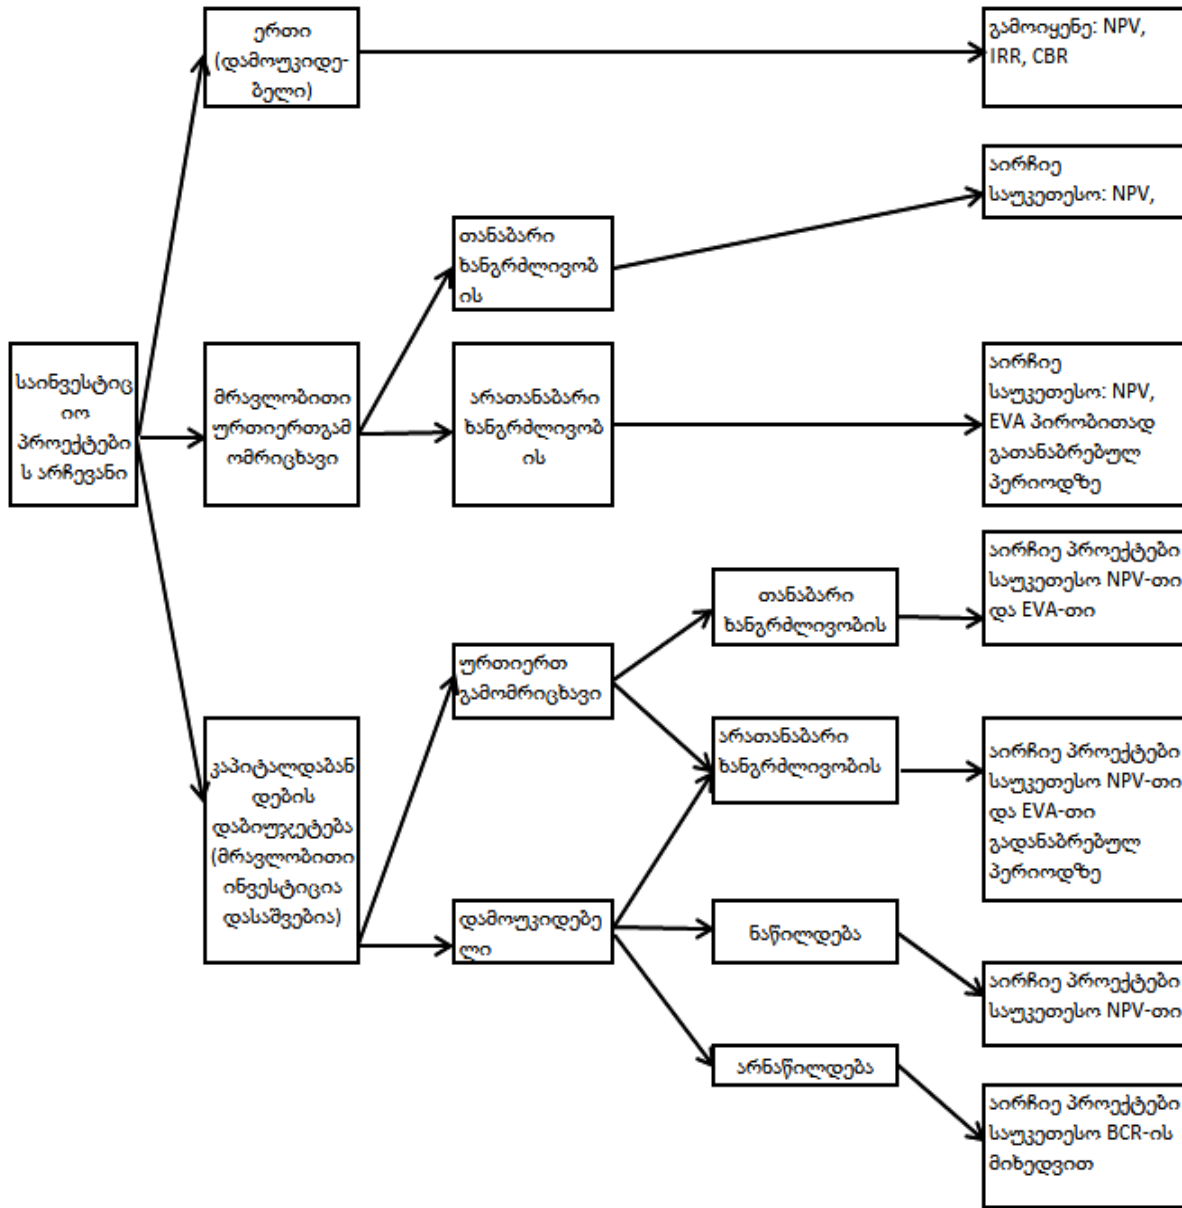 ერთი
(დამოუკიდე-
ბელი)
გამოიყენე: NPV,
IRR, CBR
აირჩიე
საუკეთესო: NPV,
თანაბარი
ხანგრძლივობ
ის
საინვესტიც
იო
პროექტები
ს არჩევანი
მრავლობითი
ურთიერთგამ
ომრიცხავი
არათანაბარი
ხანგრძლივობ
ის
აირჩიე
საუკეთესო: NPV,
EVA პირობითად
გათანაბრებულ
პერიოდზე
აირჩიე პროექტები
საუკეთესო NPV-თი
და EVA-თი
თანაბარი
ხანგრძლივობის
ურთიერთ
გამომრიცხავი
კაპიტალდაბან
დების
დაბიუჯეტება
(მრავლობითი
ინვესტიცია
დასაშვებია)
არათანაბარი
ხანგრძლივობის
აირჩიე პროექტები
საუკეთესო NPV-თი
და EVA-თი
გადანაბრებულ
პერიოდზე
დამოუკიდებე
ლი
ნაწილდება
აირჩიე პროექტები
საუკეთესო NPV-თი
არნაწილდება
აირჩიე პროექტები
საუკეთესო BCR-ის
მიხედვით